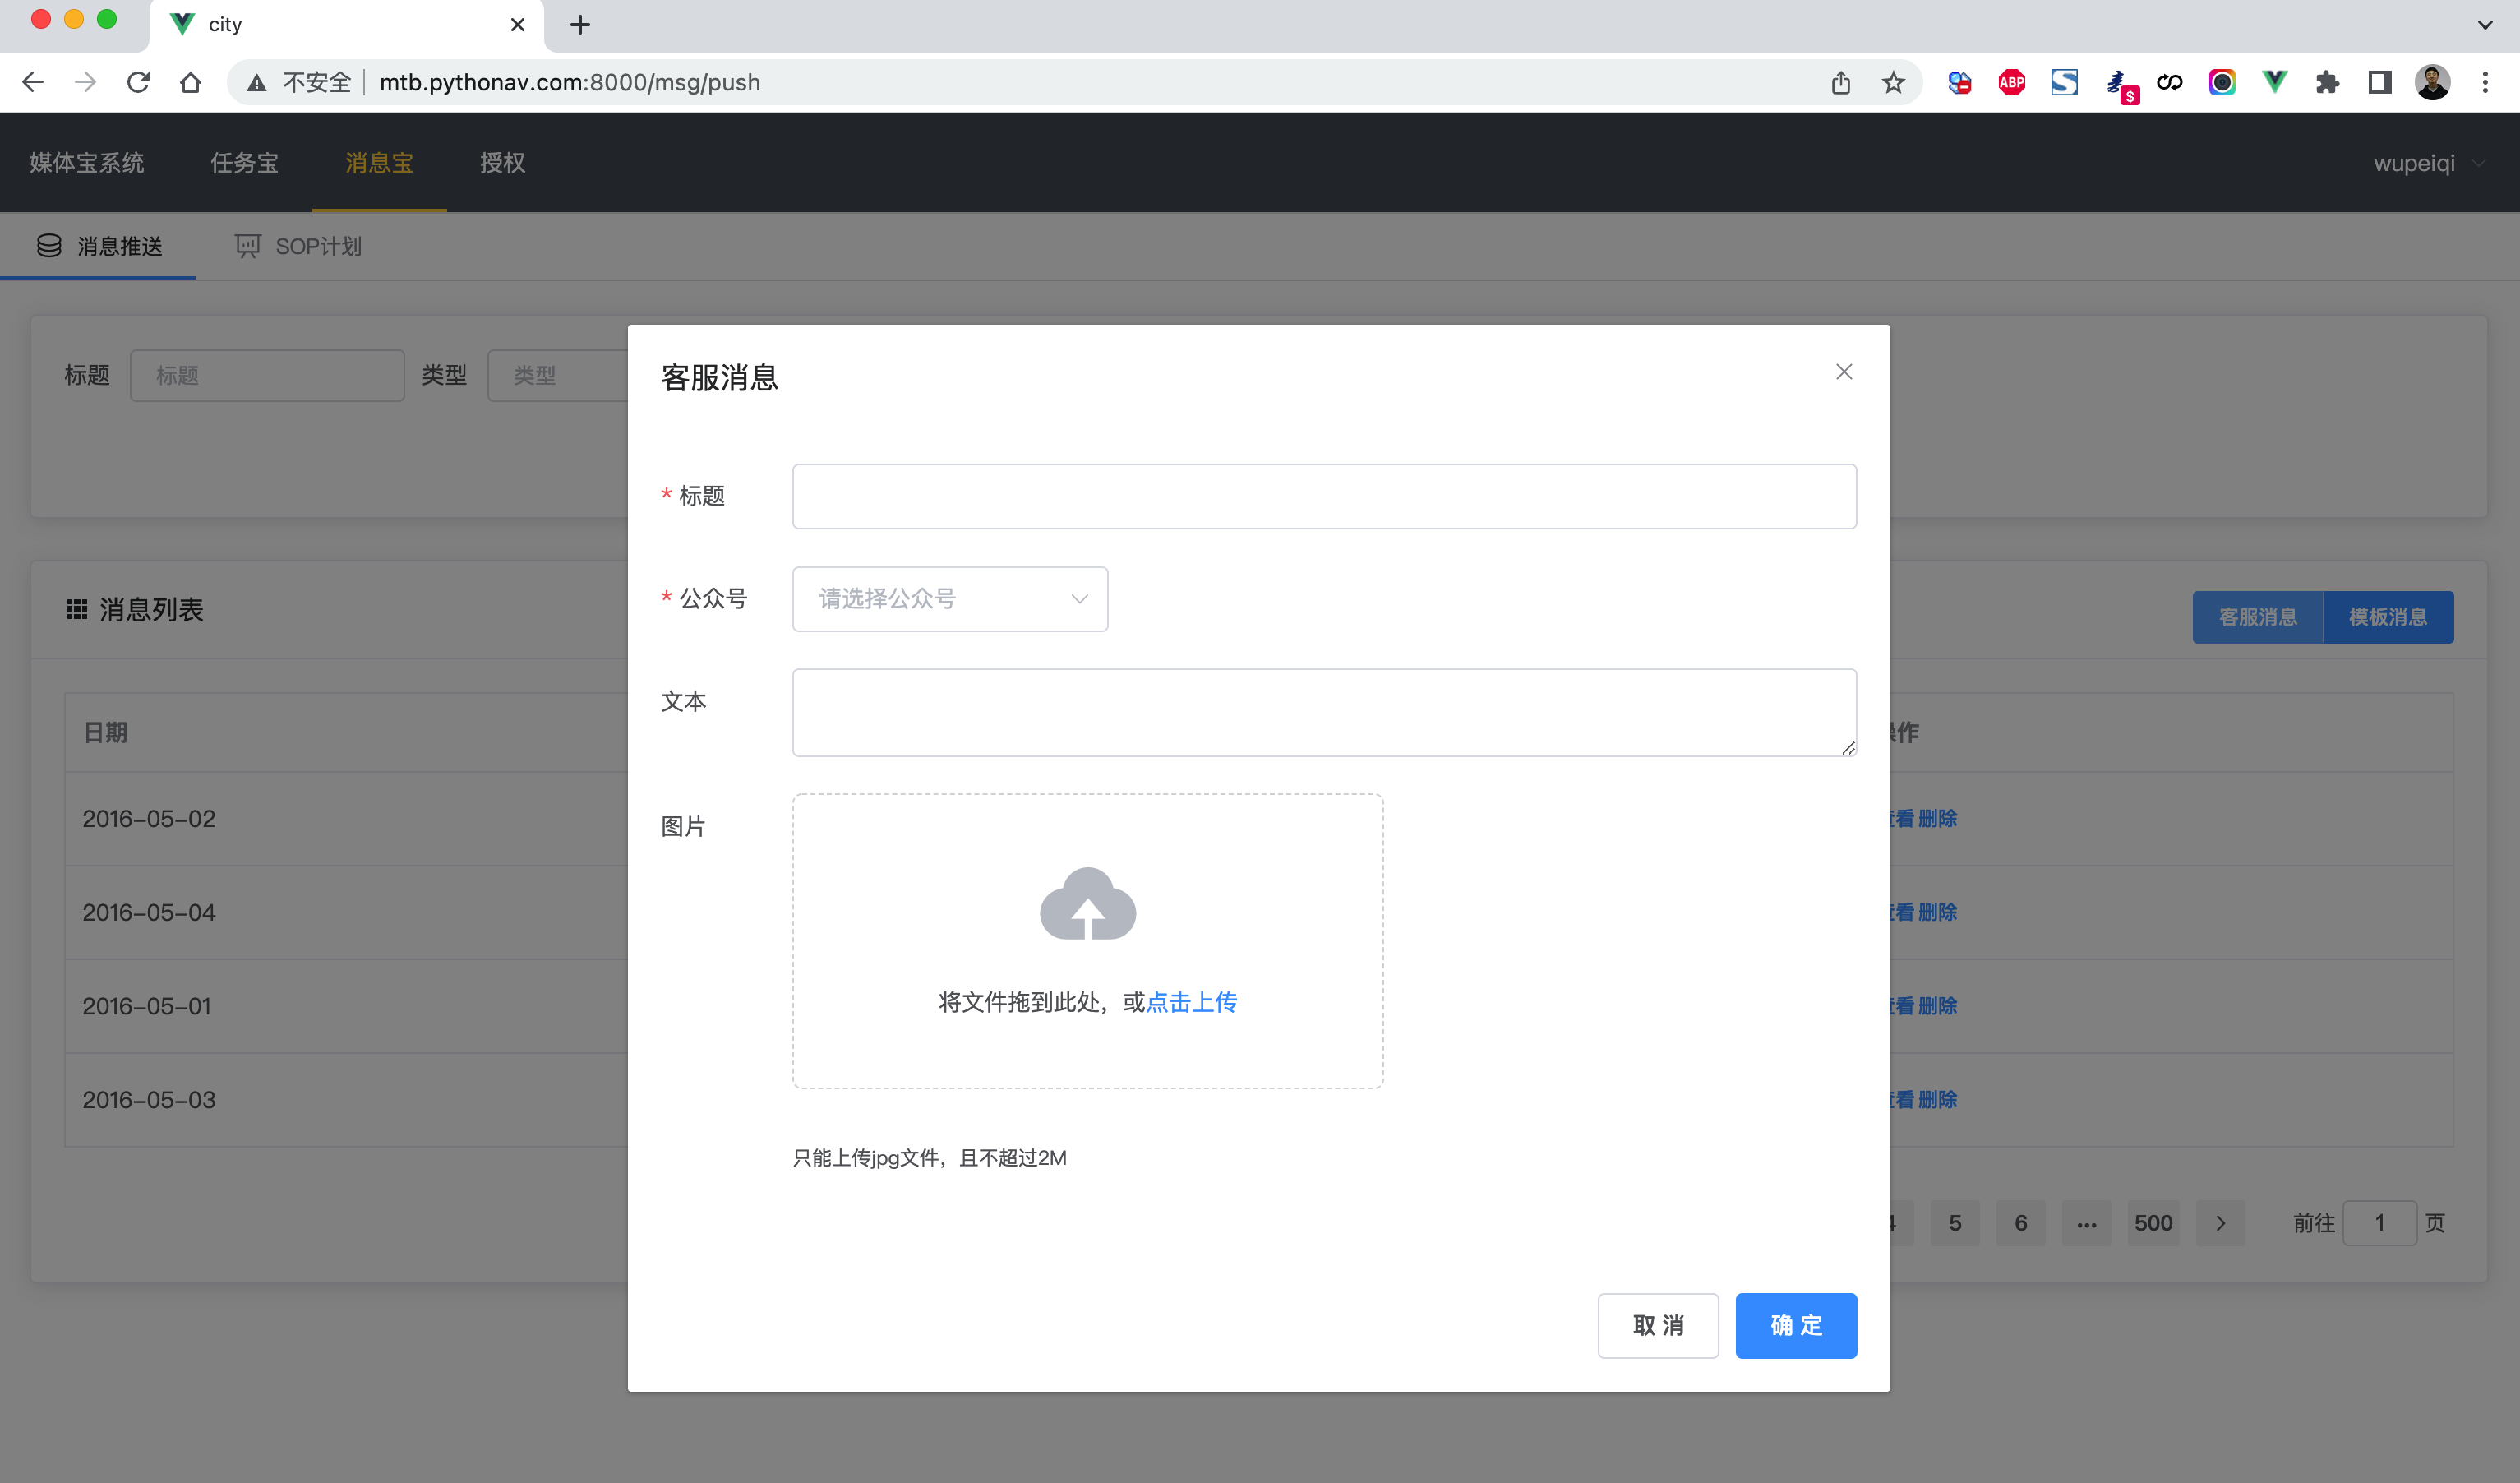 city
不安全 mtb.pythonav.com:8000/msg/push
ABP
$
媒体宝系统 任务宝 消息宝 授权 wupeiqi
消息推送 SOP计划
标题 标题 类型 类型
客服消息
* 标题
* 公众号 请选择公众号
文本
图片
将文件拖到此处，或点击上传
只能上传jpg文件，且不超过2M
取 消 确 定
消息列表 客服消息 模板消息
日期 操作
2016-05-02 查看 删除
2016-05-04 查看 删除
2016-05-01 查看 删除
2016-05-03 查看 删除
4 5 6 ... 500 > 前往 1 页